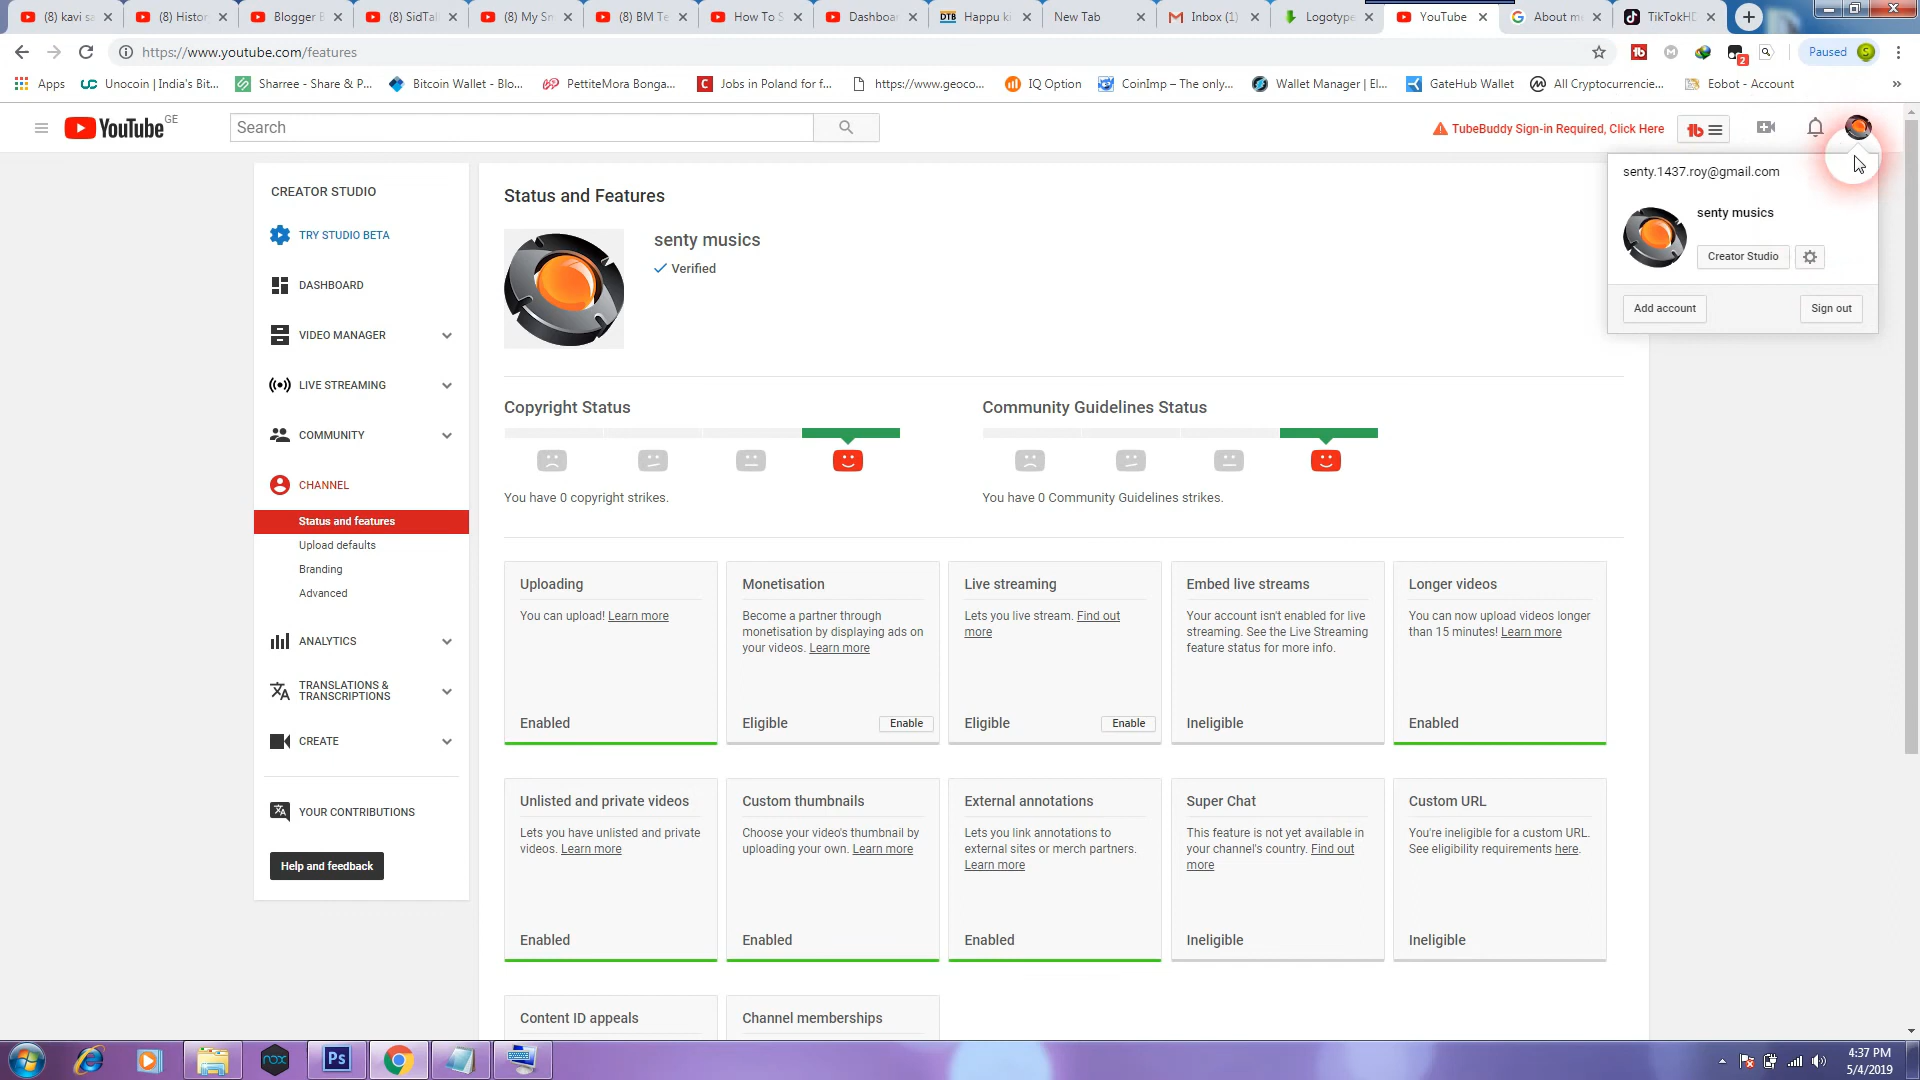 (8) kavi sa
(8) Histor
Blogger B
(8) SidTal
(8) My Sn
(8) BM Te
How To S
Dashboar
DTB Happu ki
New Tab
Inbox (1)
Logotype
YouTube
About m
TikTokHD
https://www.youtube.com/features
Paused S
2
Apps
Unocoin | India's Bit...
Sharree - Share & P...
Bitcoin Wallet - Blo...
PettiteMora Bonga...
Jobs in Poland for f...
https://www.geoco...
IQ Option
CoinImp – The only...
Wallet Manager | El...
GateHub Wallet
All Cryptocurrencie...
Eobot - Account
»
YouTube GE
Search
TubeBuddy Sign-in Required, Click Here
tb
senty.1437.roy@gmail.com
senty musics
Creator Studio
Add account
Sign out
CREATOR STUDIO
TRY STUDIO BETA
DASHBOARD
VIDEO MANAGER
LIVE STREAMING
COMMUNITY
CHANNEL
Status and features
Upload defaults
Branding
Advanced
ANALYTICS
TRANSLATIONS &
TRANSCRIPTIONS
CREATE
YOUR CONTRIBUTIONS
Help and feedback
Status and Features
senty musics
Verified
Copyright Status
You have 0 copyright strikes.
Community Guidelines Status
You have 0 Community Guidelines strikes.
Uploading
You can upload! Learn more
Enabled
Monetisation
Become a partner through
monetisation by displaying ads on
your videos. Learn more
Eligible
Enable
Live streaming
Lets you live stream. Find out
more
Eligible
Enable
Embed live streams
Your account isn't enabled for live
streaming. See the Live Streaming
feature status for more info.
Ineligible
Longer videos
You can now upload videos longer
than 15 minutes! Learn more
Enabled
Unlisted and private videos
Lets you have unlisted and private
videos. Learn more
Enabled
Custom thumbnails
Choose your video's thumbnail by
uploading your own. Learn more
Enabled
External annotations
Lets you link annotations to
external sites or merch partners.
Learn more
Enabled
Super Chat
This feature is not yet available in
your channel's country. Find out
more
Ineligible
Custom URL
You're ineligible for a custom URL.
See eligibility requirements here.
Ineligible
Content ID appeals
Channel memberships
nox
Ps
4:37 PM
5/4/2019